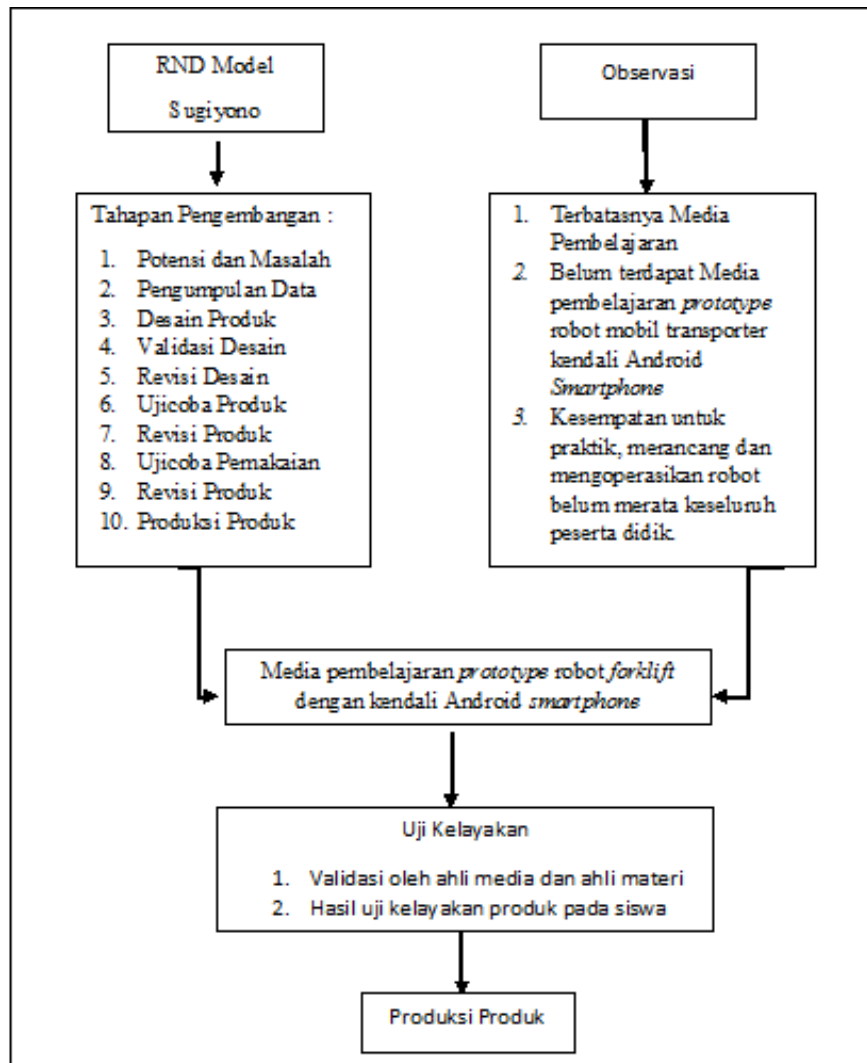 RND Model
Sugiyono
Observasi
Tahapan Pengembangan :
1. Potensi dan Masalah
2. Pengumpulan Data
3. Desain Produk
4. Validasi Desain
5. Revisi Desain
6. Ujicoba Produk
7. Revisi Produk
8. Ujicoba Pemakaian
9. Revisi Produk
10. Produksi Produk
1. Terbatasnya Media
Pembelajaran
2. Belum terdapat Media
pembelajaran prototype
robot mobil transporter
kendali Android
Smartphone
3. Kesempatan untuk
praktik, merancang dan
mengoperasikan robot
belum merata keseluruh
peserta didik.
Media pembelajaran prototype robot forklift
dengan kendali Android smartphone
Uji Kelayakan
1. Validasi oleh ahli media dan ahli materi
2. Hasil uji kelayakan produk pada siswa
Produksi Produk